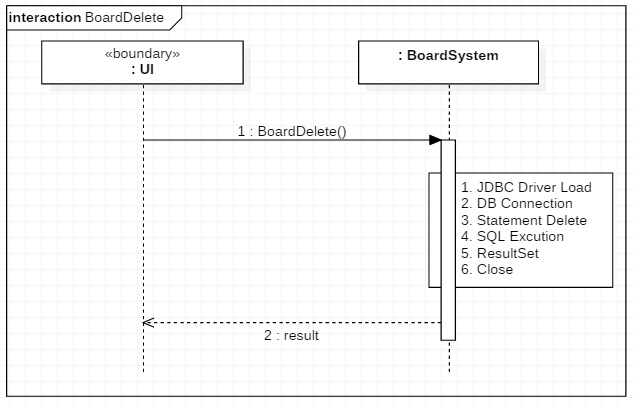 interaction BoardDelete
«boundary»
: UI
: BoardSystem
1 : BoardDelete()
1. JDBC Driver Load
2. DB Connection
3. Statement Delete
4. SQL Excution
5. ResultSet
6. Close
2 : result